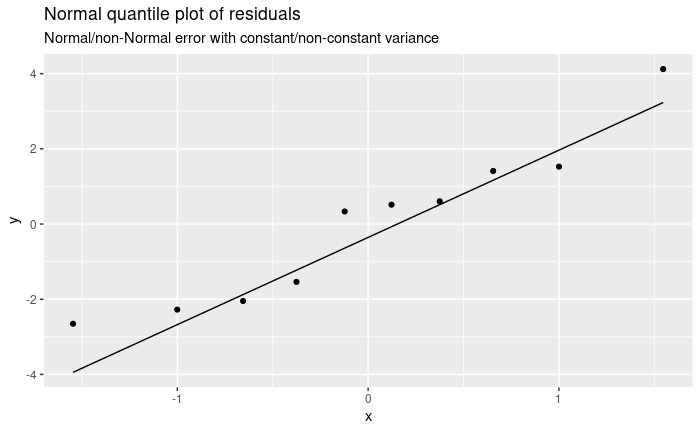 Normal quantile plot of residuals
Normal/non-Normal error with constant/non-constant variance
4
2
0
-2
-4
y
-1
0
1
x